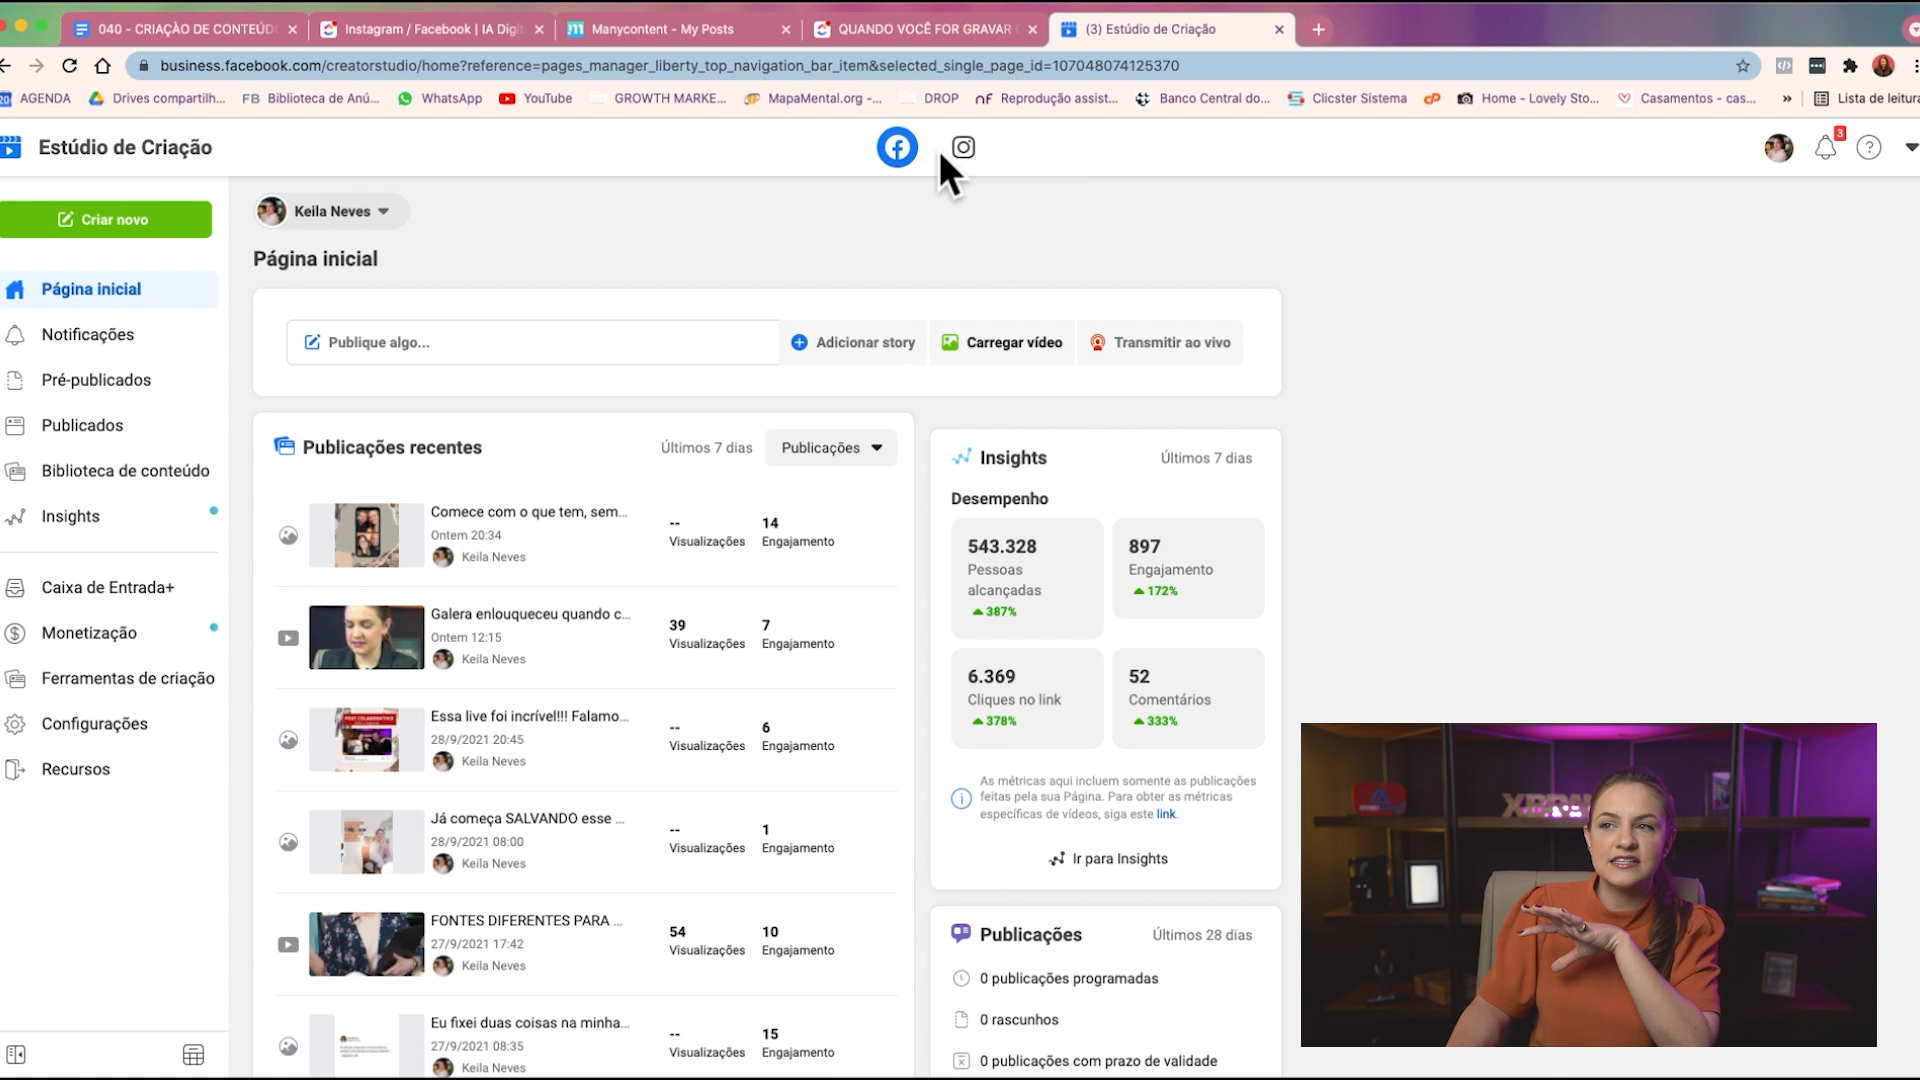 040 - CRIAÇÀO DE CONTEÚD
Instagram / Facebook | IA Digit
Manycontent - My Posts
QUANDO VOCÊ FOR GRAVAR
(3) Estúdio de Criação
business.facebook.com/creatorstudio/home?reference=pages_manager_liberty_top_navigation_bar_item&selected_single_page_id=107048074125370
AGENDA
Drives compartilh...
FB Biblioteca de Anú...
WhatsApp
YouTube
GROWTH MARKE...
MapaMental.org -...
DROP
Reprodução assist...
Banco Central do...
Clicster Sistema
Home - Lovely Sto...
Casamentos - cas...
»
Lista de leitura
Estúdio de Criação
3
Criar novo
Keila Neves
Página inicial
Página inicial
Notificações
Pré-publicados
Publicados
Biblioteca de conteúdo
Insights
Caixa de Entrada+
Monetização
Ferramentas de criação
Configurações
Recursos
Publique algo...
Adicionar story
Carregar vídeo
Transmitir ao vivo
Publicações recentes
Últimos 7 dias
Publicações
Comece com o que tem, sem...
Ontem 20:34
Keila Neves
--
Visualizações
14
Engajamento
Galera enlouqueceu quando c...
Ontem 12:15
Keila Neves
39
Visualizações
7
Engajamento
Essa live foi incrível!!! Falamo...
28/9/2021 20:45
Keila Neves
--
Visualizações
6
Engajamento
Já começa SALVANDO esse ...
28/9/2021 08:00
Keila Neves
--
Visualizações
1
Engajamento
FONTES DIFERENTES PARA ...
27/9/2021 17:42
Keila Neves
54
Visualizações
10
Engajamento
Eu fixei duas coisas na minha...
27/9/2021 08:35
Keila Neves
--
Visualizações
15
Engajamento
Insights
Últimos 7 dias
Desempenho
543.328
Pessoas
alcançadas
387%
897
Engajamento
172%
6.369
Cliques no link
378%
52
Comentários
333%
As métricas aqui incluem somente as publicações
feitas pela sua Página. Para obter as métricas
específicas de vídeos, siga este link.
Ir para Insights
Publicações
Últimos 28 dias
0 publicações programadas
0 rascunhos
0 publicações com prazo de validade